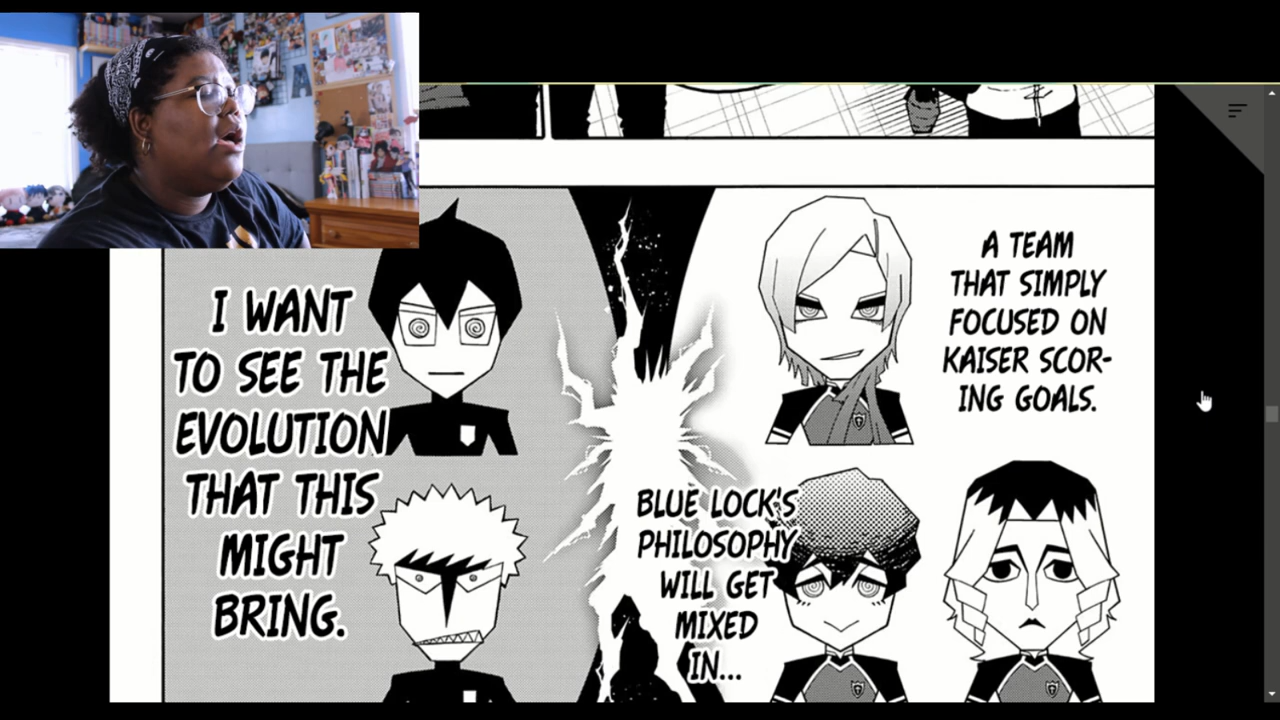 A TEAM
THAT SIMPLY
FOCUSED ON
KAISER SCOR-
ING GOALS.
BLUE LOCK'S
PHILOSOPHY
WILL GET
MIXED
IN...
I WANT
TO SEE THE
EVOLUTION
THAT THIS
MIGHT
BRING.